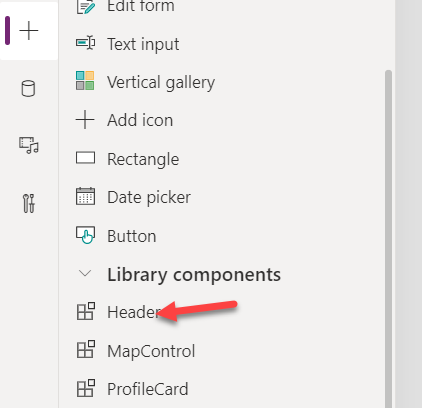 Edit form
Text input
Vertical gallery
Add icon
Rectangle
Date picker
Button
Library components
Header
MapControl
ProfileCard